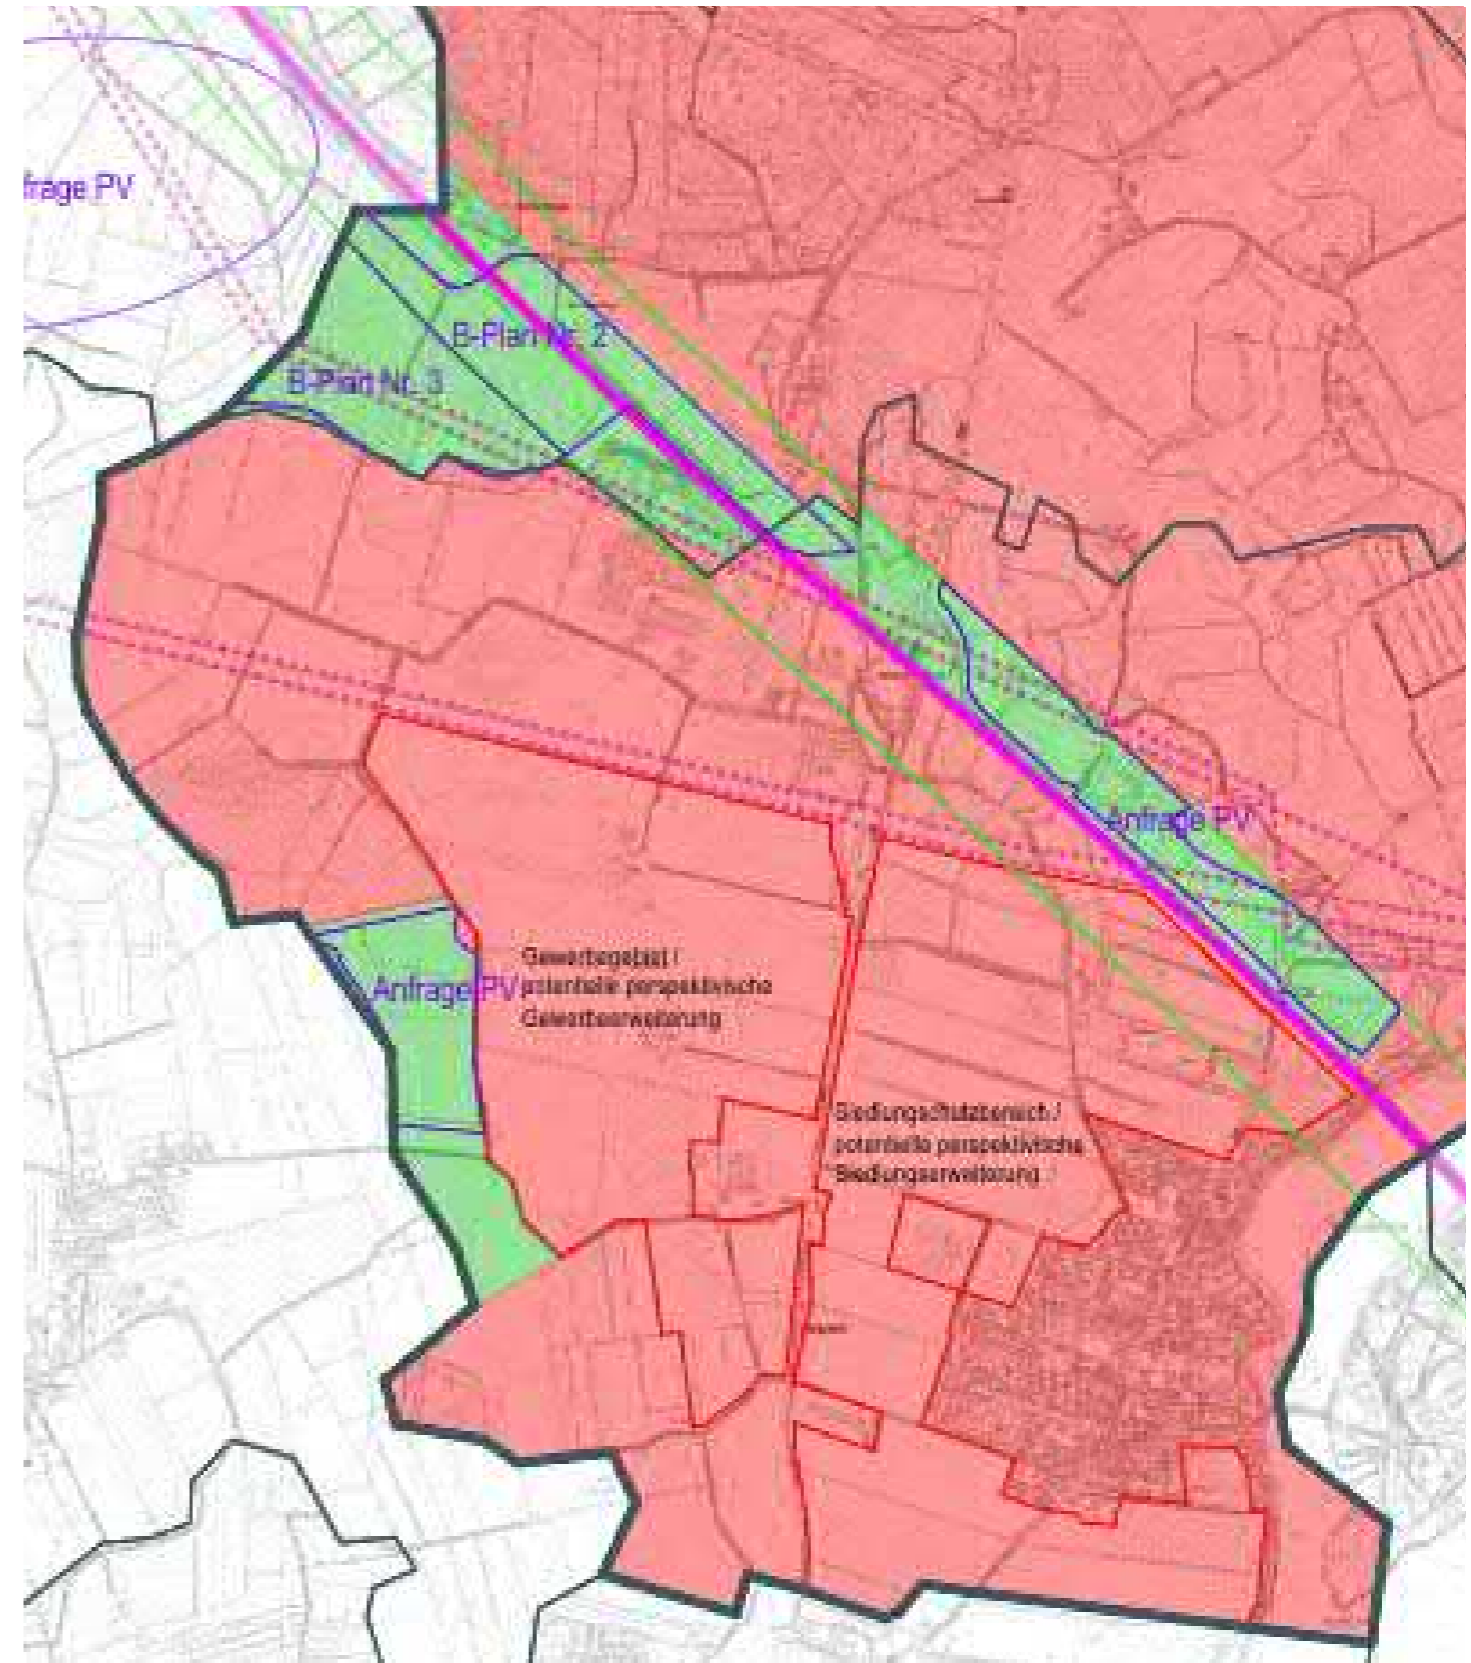 frage PV
B-Plan Nr. 2
B-Plan Nr. 3
Anfrage PV
Anfrage PV
Gewerbegebiet /
potentielle perspektivische
Gewerbeerweiterung
Siedlungsschutzbereich /
potentielle perspektivische
Siedlungserweiterung